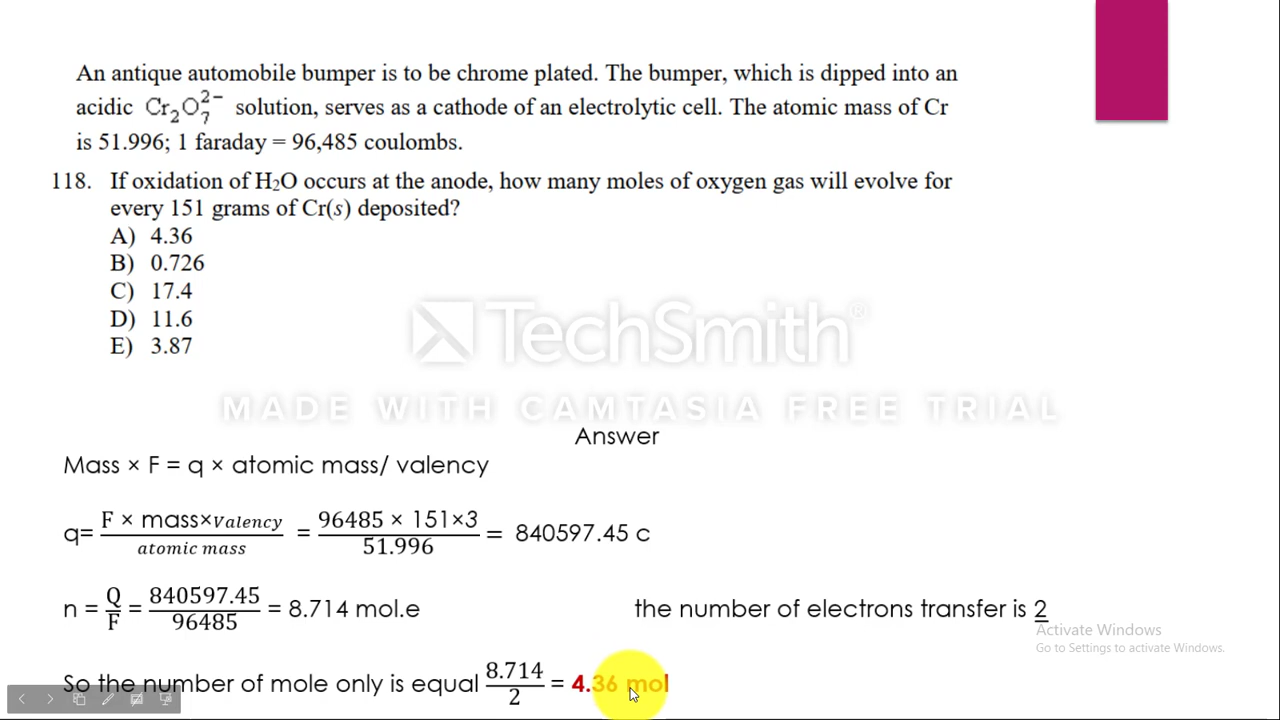 An antique automobile bumper is to be chrome plated. The bumper, which is dipped into an
acidic Cr₂O₇²⁻ solution, serves as a cathode of an electrolytic cell. The atomic mass of Cr
is 51.996; 1 faraday = 96,485 coulombs.
118. If oxidation of H₂O occurs at the anode, how many moles of oxygen gas will evolve for
every 151 grams of Cr(s) deposited?
A) 4.36
B) 0.726
C) 17.4
D) 11.6
E) 3.87
TechSmith®
MADE WITH CAMTASIA FREE TRIAL
Answer
Mass × F = q × atomic mass/ valency
q= F × mass×Valency / atomic mass = 96485 × 151×3 / 51.996 = 840597.45 c
n = Q/F = 840597.45/96485 = 8.714 mol.e the number of electrons transfer is 2
Activate Windows
Go to Settings to activate Windows.
So the number of mole only is equal 8.714/2 = 4.36 mol